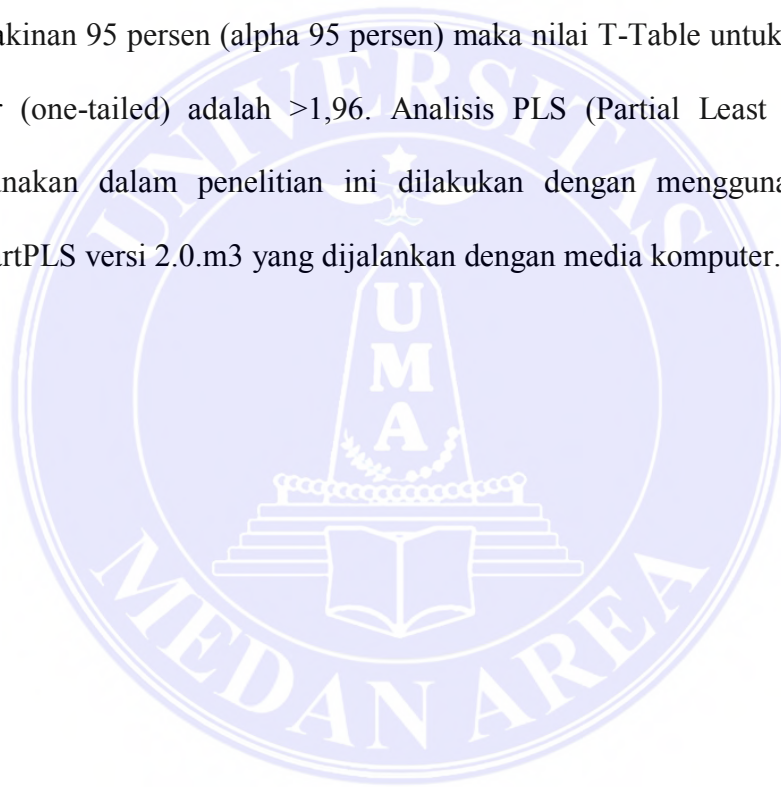 akinan 95 persen (alpha 95 persen) maka nilai T-Table untuk
(one-tailed) adalah >1,96. Analisis PLS (Partial Least
nakan dalam penelitian ini dilakukan dengan mengguna
artPLS versi 2.0.m3 yang dijalankan dengan media komputer.
UNIVERSITAS
U
M
A
MEDAN AREA